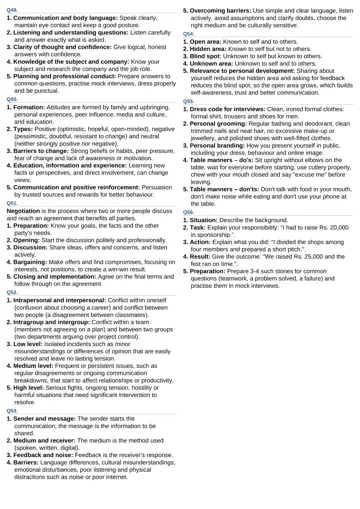 Q49.
1. Communication and body language: Speak clearly,
maintain eye contact and keep a good posture.
2. Listening and understanding questions: Listen carefully
and answer exactly what is asked.
3. Clarity of thought and confidence: Give logical, honest
answers with confidence.
4. Knowledge of the subject and company: Know your
subject and research the company and the job role.
5. Planning and professional conduct: Prepare answers to
common questions, practise mock interviews, dress properly
and be punctual.
Q50.
1. Formation: Attitudes are formed by family and upbringing,
personal experiences, peer influence, media and culture,
and education.
2. Types: Positive (optimistic, hopeful, open-minded), negative
(pessimistic, doubtful, resistant to change) and neutral
(neither strongly positive nor negative).
3. Barriers to change: Strong beliefs or habits, peer pressure,
fear of change and lack of awareness or motivation.
4. Education, information and experience: Learning new
facts or perspectives, and direct involvement, can change
views.
5. Communication and positive reinforcement: Persuasion
by trusted sources and rewards for better behaviour.
Q51.
Negotiation is the process where two or more people discuss
and reach an agreement that benefits all parties.
1. Preparation: Know your goals, the facts and the other
party's needs.
2. Opening: Start the discussion politely and professionally.
3. Discussion: Share ideas, offers and concerns, and listen
actively.
4. Bargaining: Make offers and find compromises, focusing on
interests, not positions, to create a win-win result.
5. Closing and implementation: Agree on the final terms and
follow through on the agreement.
Q52.
1. Intrapersonal and interpersonal: Conflict within oneself
(confusion about choosing a career) and conflict between
two people (a disagreement between classmates).
2. Intragroup and intergroup: Conflict within a team
(members not agreeing on a plan) and between two groups
(two departments arguing over project control).
3. Low level: Isolated incidents such as minor
misunderstandings or differences of opinion that are easily
resolved and leave no lasting tension.
4. Medium level: Frequent or persistent issues, such as
regular disagreements or ongoing communication
breakdowns, that start to affect relationships or productivity.
5. High level: Serious fights, ongoing tension, hostility or
harmful situations that need significant intervention to
resolve.
Q53.
1. Sender and message: The sender starts the
communication; the message is the information to be
shared.
2. Medium and receiver: The medium is the method used
(spoken, written, digital).
3. Feedback and noise: Feedback is the receiver's response.
4. Barriers: Language differences, cultural misunderstandings,
emotional disturbances, poor listening and physical
distractions such as noise or poor internet.
5. Overcoming barriers: Use simple and clear language, listen
actively, avoid assumptions and clarify doubts, choose the
right medium and be culturally sensitive.
Q54.
1. Open area: Known to self and to others.
2. Hidden area: Known to self but not to others.
3. Blind spot: Unknown to self but known to others.
4. Unknown area: Unknown to self and to others.
5. Relevance to personal development: Sharing about
yourself reduces the hidden area and asking for feedback
reduces the blind spot, so the open area grows, which builds
self-awareness, trust and better communication.
Q55.
1. Dress code for interviews: Clean, ironed formal clothes:
formal shirt, trousers and shoes for men.
2. Personal grooming: Regular bathing and deodorant, clean
trimmed nails and neat hair, no excessive make-up or
jewellery, and polished shoes with well-fitted clothes.
3. Personal branding: How you present yourself in public,
including your dress, behaviour and online image.
4. Table manners – do's: Sit upright without elbows on the
table, wait for everyone before starting, use cutlery properly,
chew with your mouth closed and say "excuse me" before
leaving.
5. Table manners – don'ts: Don't talk with food in your mouth,
don't make noise while eating and don't use your phone at
the table.
Q56.
1. Situation: Describe the background.
2. Task: Explain your responsibility: "I had to raise Rs. 20,000
in sponsorship.".
3. Action: Explain what you did: "I divided the shops among
four members and prepared a short pitch.".
4. Result: Give the outcome: "We raised Rs. 25,000 and the
fest ran on time.".
5. Preparation: Prepare 3-4 such stories for common
questions (teamwork, a problem solved, a failure) and
practise them in mock interviews.